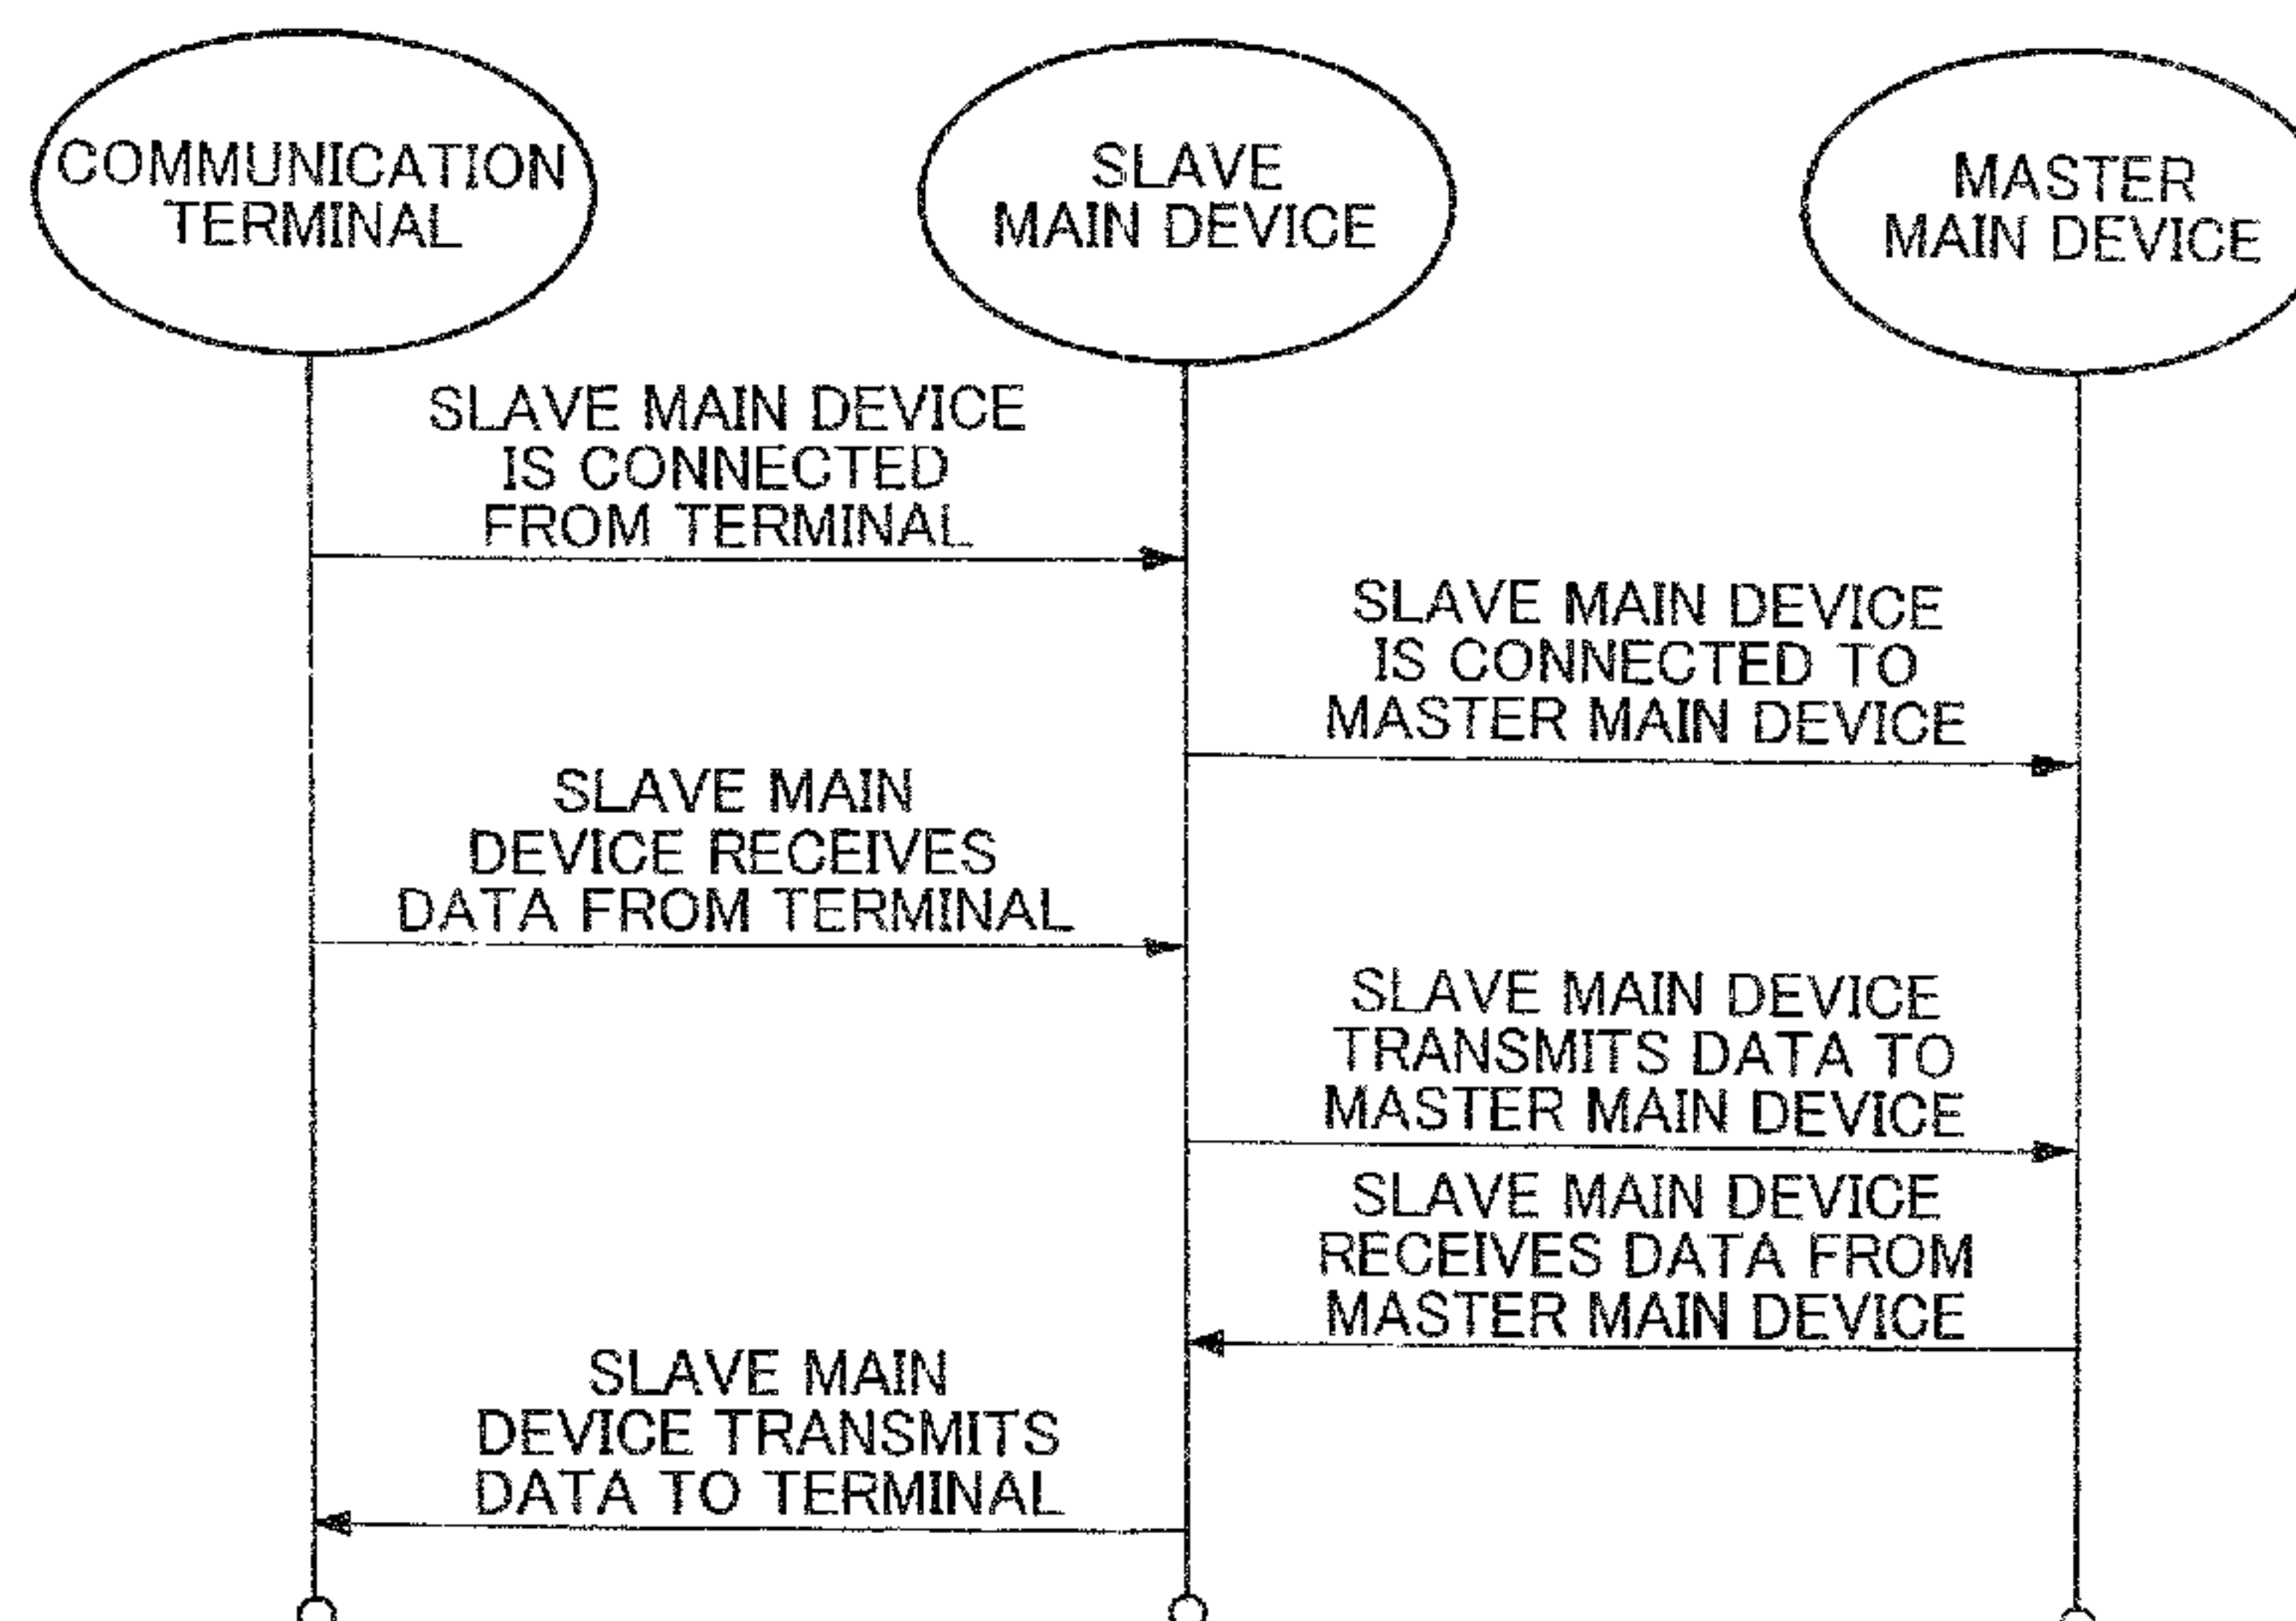 COMMUNICATION
TERMINAL
SLAVE
MAIN DEVICE
MASTER
MAIN DEVICE
SLAVE MAIN DEVICE
IS CONNECTED
FROM TERMINAL
SLAVE MAIN DEVICE
IS CONNECTED TO
MASTER MAIN DEVICE
SLAVE MAIN
DEVICE RECEIVES
DATA FROM TERMINAL
SLAVE MAIN DEVICE
TRANSMITS DATA TO
MASTER MAIN DEVICE
SLAVE MAIN DEVICE
RECEIVES DATA FROM
MASTER MAIN DEVICE
SLAVE MAIN
DEVICE TRANSMITS
DATA TO TERMINAL